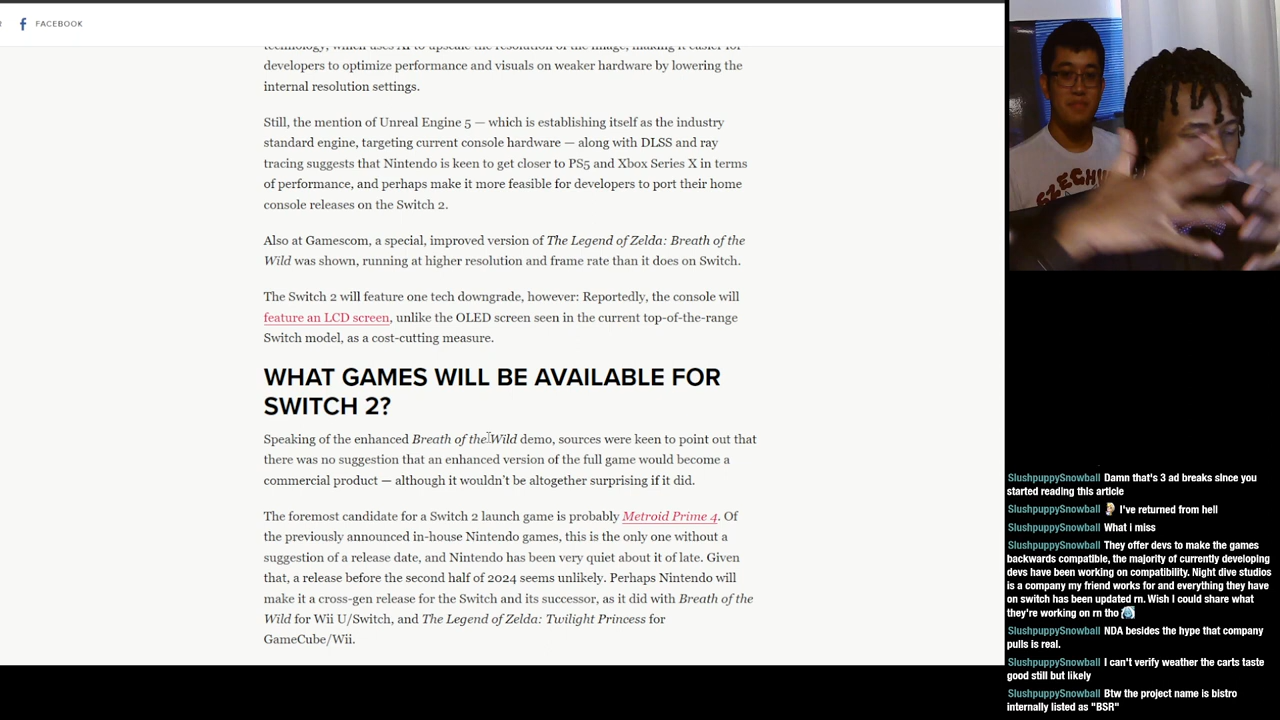 FACEBOOK
technology, which uses AI to upscale the resolution of the image, making it easier for
developers to optimize performance and visuals on weaker hardware by lowering the
internal resolution settings.
Still, the mention of Unreal Engine 5 — which is establishing itself as the industry
standard engine, targeting current console hardware — along with DLSS and ray
tracing suggests that Nintendo is keen to get closer to PS5 and Xbox Series X in terms
of performance, and perhaps make it more feasible for developers to port their home
console releases on the Switch 2.
Also at Gamescom, a special, improved version of The Legend of Zelda: Breath of the
Wild was shown, running at higher resolution and frame rate than it does on Switch.
The Switch 2 will feature one tech downgrade, however: Reportedly, the console will
feature an LCD screen, unlike the OLED screen seen in the current top-of-the-range
Switch model, as a cost-cutting measure.
WHAT GAMES WILL BE AVAILABLE FOR
SWITCH 2?
Speaking of the enhanced Breath of the Wild demo, sources were keen to point out that
there was no suggestion that an enhanced version of the full game would become a
commercial product — although it wouldn't be altogether surprising if it did.
The foremost candidate for a Switch 2 launch game is probably Metroid Prime 4. Of
the previously announced in-house Nintendo games, this is the only one without a
suggestion of a release date, and Nintendo has been very quiet about it of late. Given
that, a release before the second half of 2024 seems unlikely. Perhaps Nintendo will
make it a cross-gen release for the Switch and its successor, as it did with Breath of the
Wild for Wii U/Switch, and The Legend of Zelda: Twilight Princess for
GameCube/Wii.
SlushpuppySnowball Damn that's 3 ad breaks since you
started reading this article
SlushpuppySnowball I've returned from hell
SlushpuppySnowball What i miss
SlushpuppySnowball They offer devs to make the games
backwards compatible, the majority of currently developing
devs have been working on compatibility. Night dive studios
is a company my friend works for and everything they have
on switch has been updated rn. Wish I could share what
they're working on rn tho
SlushpuppySnowball NDA besides the hype that company
pulls is real.
SlushpuppySnowball I can't verify weather the carts taste
good still but likely
SlushpuppySnowball Btw the project name is bistro
internally listed as "BSR"